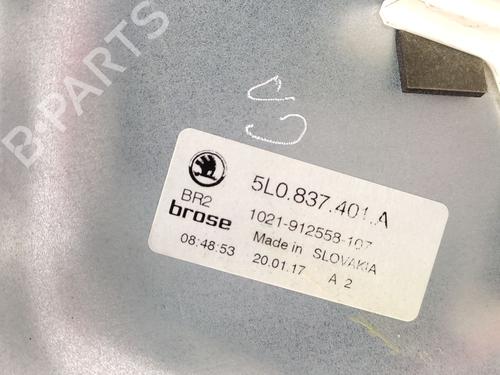 B-PARTS
5L0.837.401.A
BR2
brose
1021-912558-107
08:48:53
Made in SLOVAKIA
20.01.17 A 2